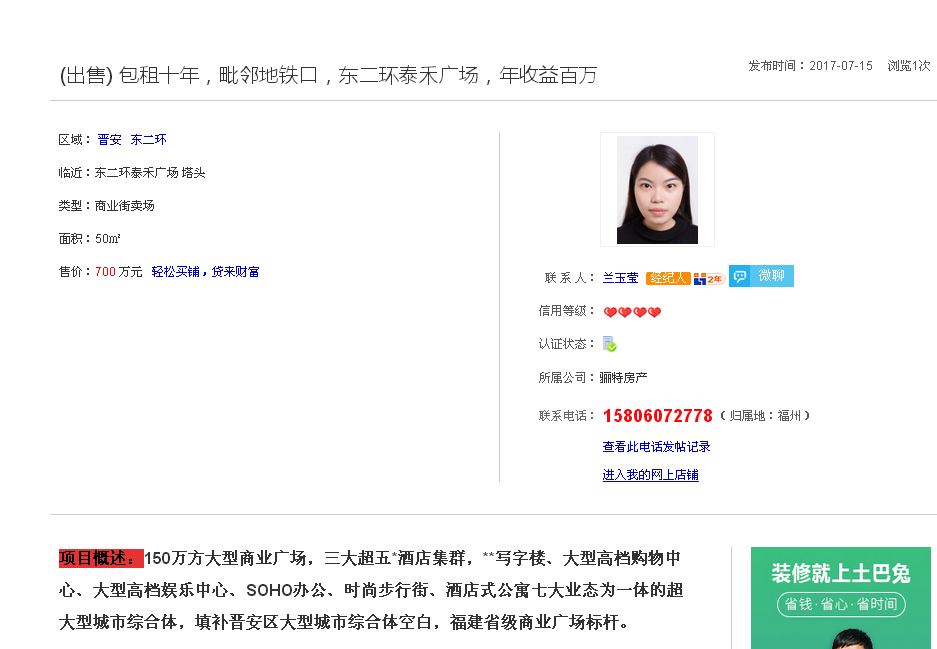 (出售) 包租十年，毗邻地铁口，东二环泰禾广场，年收益百万
发布时间：2017-07-15 浏览1次
区域： 晋安 东二环
临近：东二环泰禾广场 塔头
类型：商业街卖场
面积：50㎡
售价：700 万元 轻松买铺，贷来财富
联 系 人： 兰玉莹 经纪人 2年 微聊
信用等级：
认证状态：
所属公司：骊特房产
联系电话： 15806072778 （ 归属地：福州 ）
查看此电话发帖记录
进入我的网上店铺
项目概述：150万方大型商业广场，三大超五*酒店集群，**写字楼、大型高档购物中
心、大型高档娱乐中心、SOHO办公、时尚步行街、酒店式公寓七大业态为一体的超
大型城市综合体，填补晋安区大型城市综合体空白，福建省级商业广场标杆。
装修就上土巴兔
省钱·省心·省时间